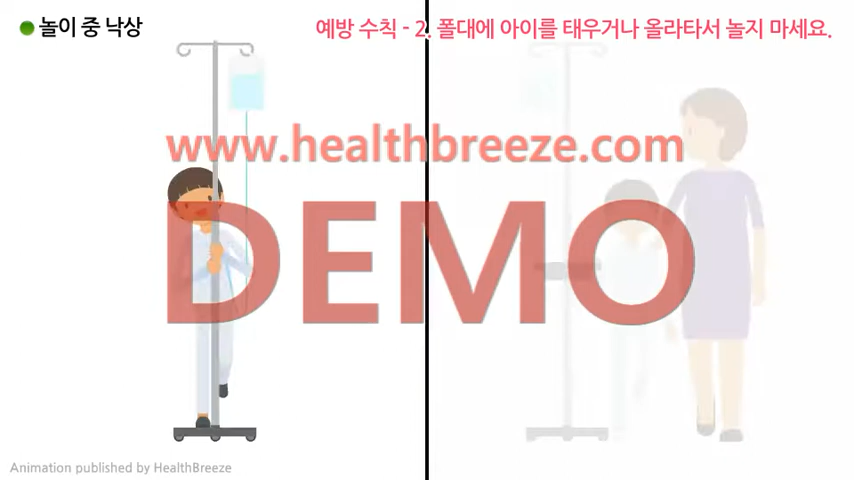 놀이 중 낙상
예방 수칙 - 2. 폴대에 아이를 태우거나 올라타서 놀지 마세요.
www.healthbreeze.com
DEMO
Animation published by HealthBreeze